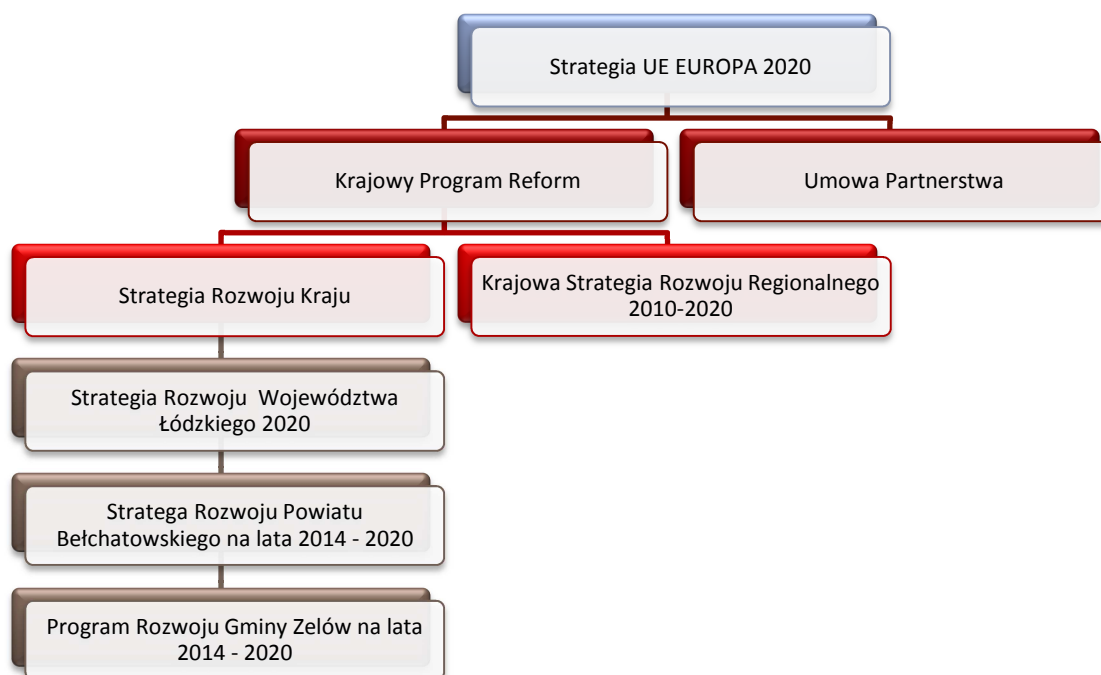 Strategia UE EUROPA 2020
Krajowy Program Reform
Umowa Partnerstwa
Strategia Rozwoju Kraju
Krajowa Strategia Rozwoju Regionalnego
2010-2020
Strategia Rozwoju Województwa
Łódzkiego 2020
Stratega Rozwoju Powiatu
Bełchatowskiego na lata 2014 - 2020
Program Rozwoju Gminy Zelów na lata
2014 - 2020